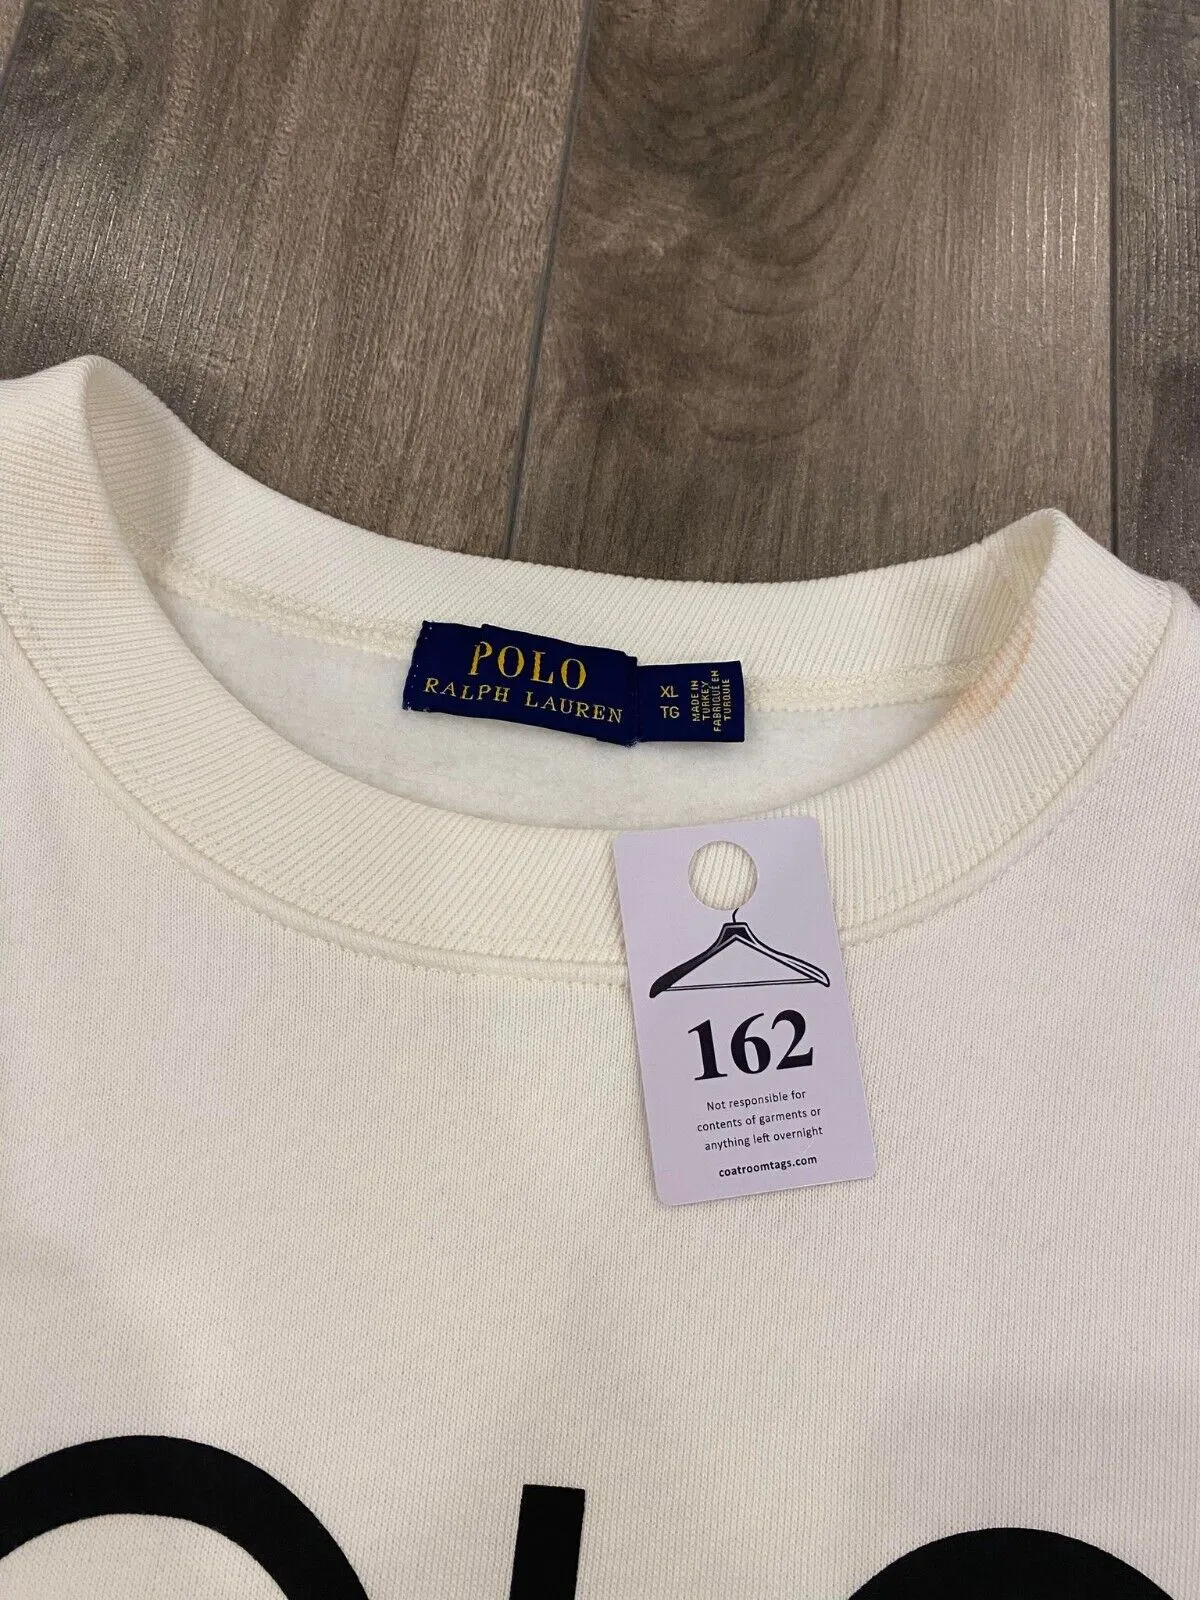 POLO
RALPH LAUREN
XL
TG
MADE IN
TURKEY
FABRIQUÉ EN
TURQUIE
162
Not responsible for
contents of garments or
anything left overnight
coatroomtags.com